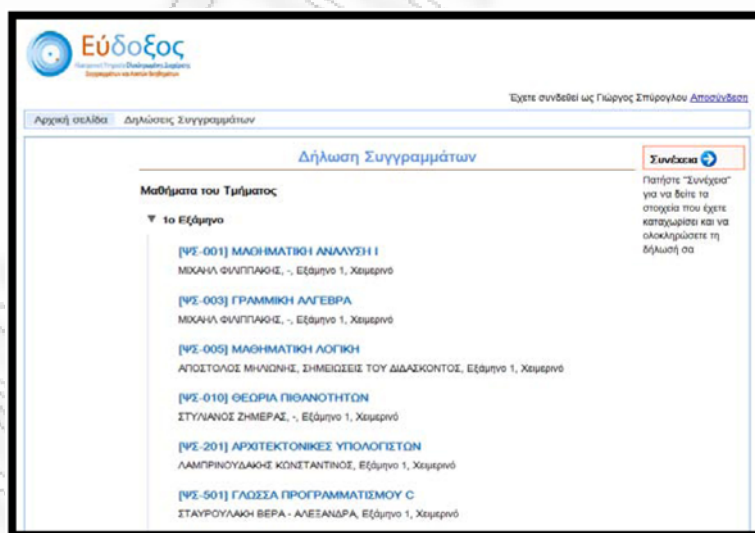 Εύδοξος
Έχετε συνδεθεί ως Γιώργος Σπύρογλου Αποσύνδεση
Αρχική σελίδα Δηλώσεις Συγγραμμάτων
Δήλωση Συγγραμμάτων
Συνέχεια
Πατήστε "Συνέχεια"
για να δείτε τα
στοιχεία που έχετε
καταχωρίσει και να
ολοκληρώσετε τη
δήλωσή σα
Μαθήματα του Τμήματος
1ο Εξάμηνο
[ΨΣ-001] ΜΑΘΗΜΑΤΙΚΗ ΑΝΑΛΥΣΗ Ι
ΜΙΧΑΗΛ ΦΙΛΙΠΠΑΚΗΣ, -, Εξάμηνο 1, Χειμερινό
[ΨΣ-003] ΓΡΑΜΜΙΚΗ ΑΛΓΕΒΡΑ
ΜΙΧΑΗΛ ΦΙΛΙΠΠΑΚΗΣ, -, Εξάμηνο 1, Χειμερινό
[ΨΣ-005] ΜΑΘΗΜΑΤΙΚΗ ΛΟΓΙΚΗ
ΑΠΟΣΤΟΛΟΣ ΜΗΛΙΩΝΗΣ, ΣΗΜΕΙΩΣΕΙΣ ΤΟΥ ΔΙΔΑΣΚΟΝΤΟΣ, Εξάμηνο 1, Χειμερινό
[ΨΣ-010] ΘΕΩΡΙΑ ΠΙΘΑΝΟΤΗΤΩΝ
ΣΤΥΛΙΑΝΟΣ ΖΗΜΕΡΑΣ, -, Εξάμηνο 1, Χειμερινό
[ΨΣ-201] ΑΡΧΙΤΕΚΤΟΝΙΚΕΣ ΥΠΟΛΟΓΙΣΤΩΝ
ΛΑΜΠΡΙΝΟΥΔΑΚΗΣ ΚΩΝΣΤΑΝΤΙΝΟΣ, Εξάμηνο 1, Χειμερινό
[ΨΣ-501] ΓΛΩΣΣΑ ΠΡΟΓΡΑΜΜΑΤΙΣΜΟΥ C
ΣΤΑΥΡΟΥΛΑΚΗ ΒΕΡΑ - ΑΛΕΞΑΝΔΡΑ, Εξάμηνο 1, Χειμερινό